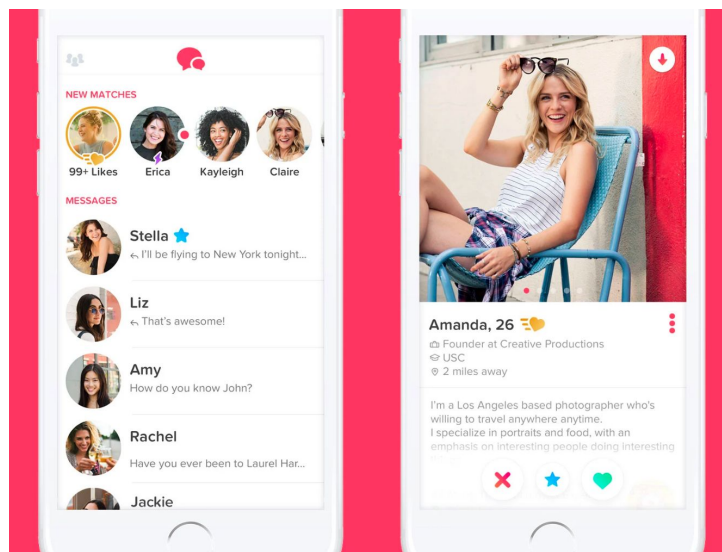 NEW MATCHES
99+ Likes
Erica
Kayleigh
Claire
MESSAGES
Stella
I'll be flying to New York tonight...
Liz
That's awesome!
Amy
How do you know John?
Rachel
Have you ever been to Laurel Har...
Jackie
Amanda, 26
Founder at Creative Productions
USC
2 miles away
I'm a Los Angeles based photographer who's
willing to travel anywhere anytime.
I specialize in portraits and food, with an
emphasis on interesting people doing interesting